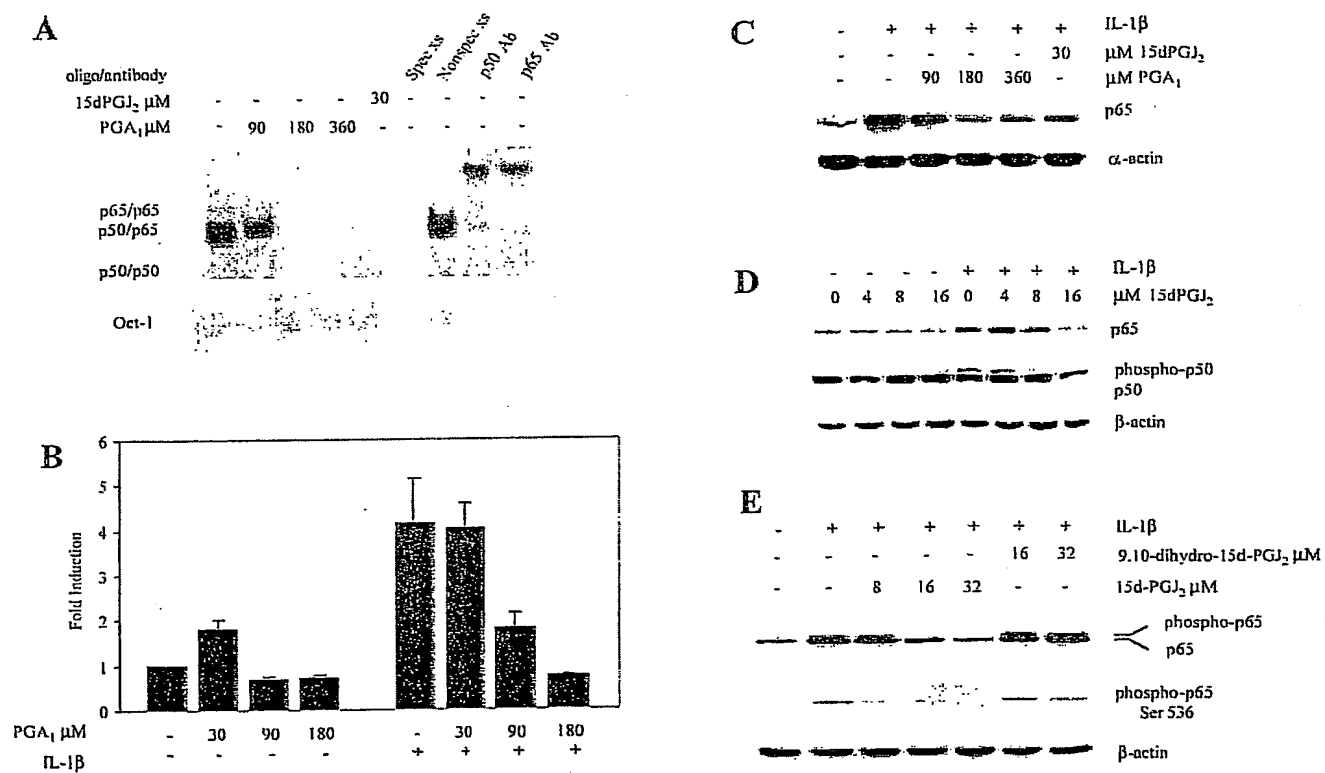 A
Spec xs
Nonspec xs
p50 Ab
p65 Ab
oligo/antibody
15dPGJ2 μM - - - - 30 - - - -
PGA1 μM - 90 180 360 - - - - -
p65/p65
p50/p65
p50/p50
Oct-1
B
Fold Induction
6
5
4
3
2
1
0
PGA1 μM - 30 90 180 - 30 90 180
IL-1β - - - - + + + +
C
- + + + + + IL-1β
- - - - - 30 μM 15dPGJ2
- - 90 180 360 - μM PGA1
p65
α-actin
D
- - - - + + + + IL-1β
0 4 8 16 0 4 8 16 μM 15dPGJ2
p65
phospho-p50
p50
β-actin
E
- + + + + + + IL-1β
- - - - - 16 32 9.10-dihydro-15d-PGJ2 μM
- - 8 16 32 - - 15d-PGJ2 μM
phospho-p65
p65
phospho-p65
Ser 536
β-actin